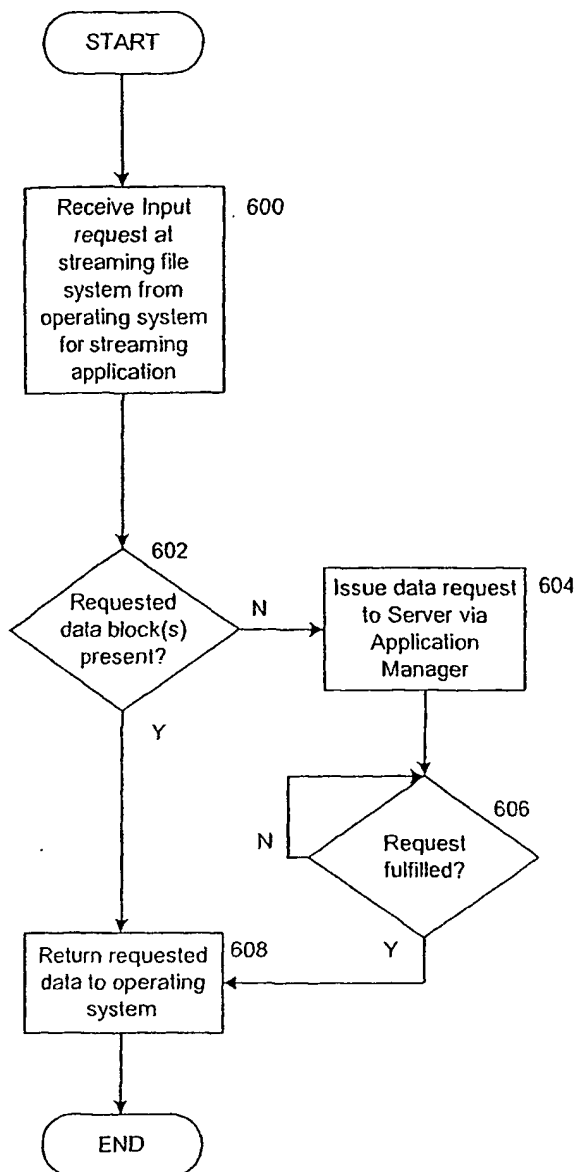 START
Receive Input
request at
streaming file
system from
operating system
for streaming
application
600
602
Requested
data block(s)
present?
N
Y
Issue data request
to Server via
Application
Manager
604
606
Request
fulfilled?
N
Y
Return requested
data to operating
system
608
END